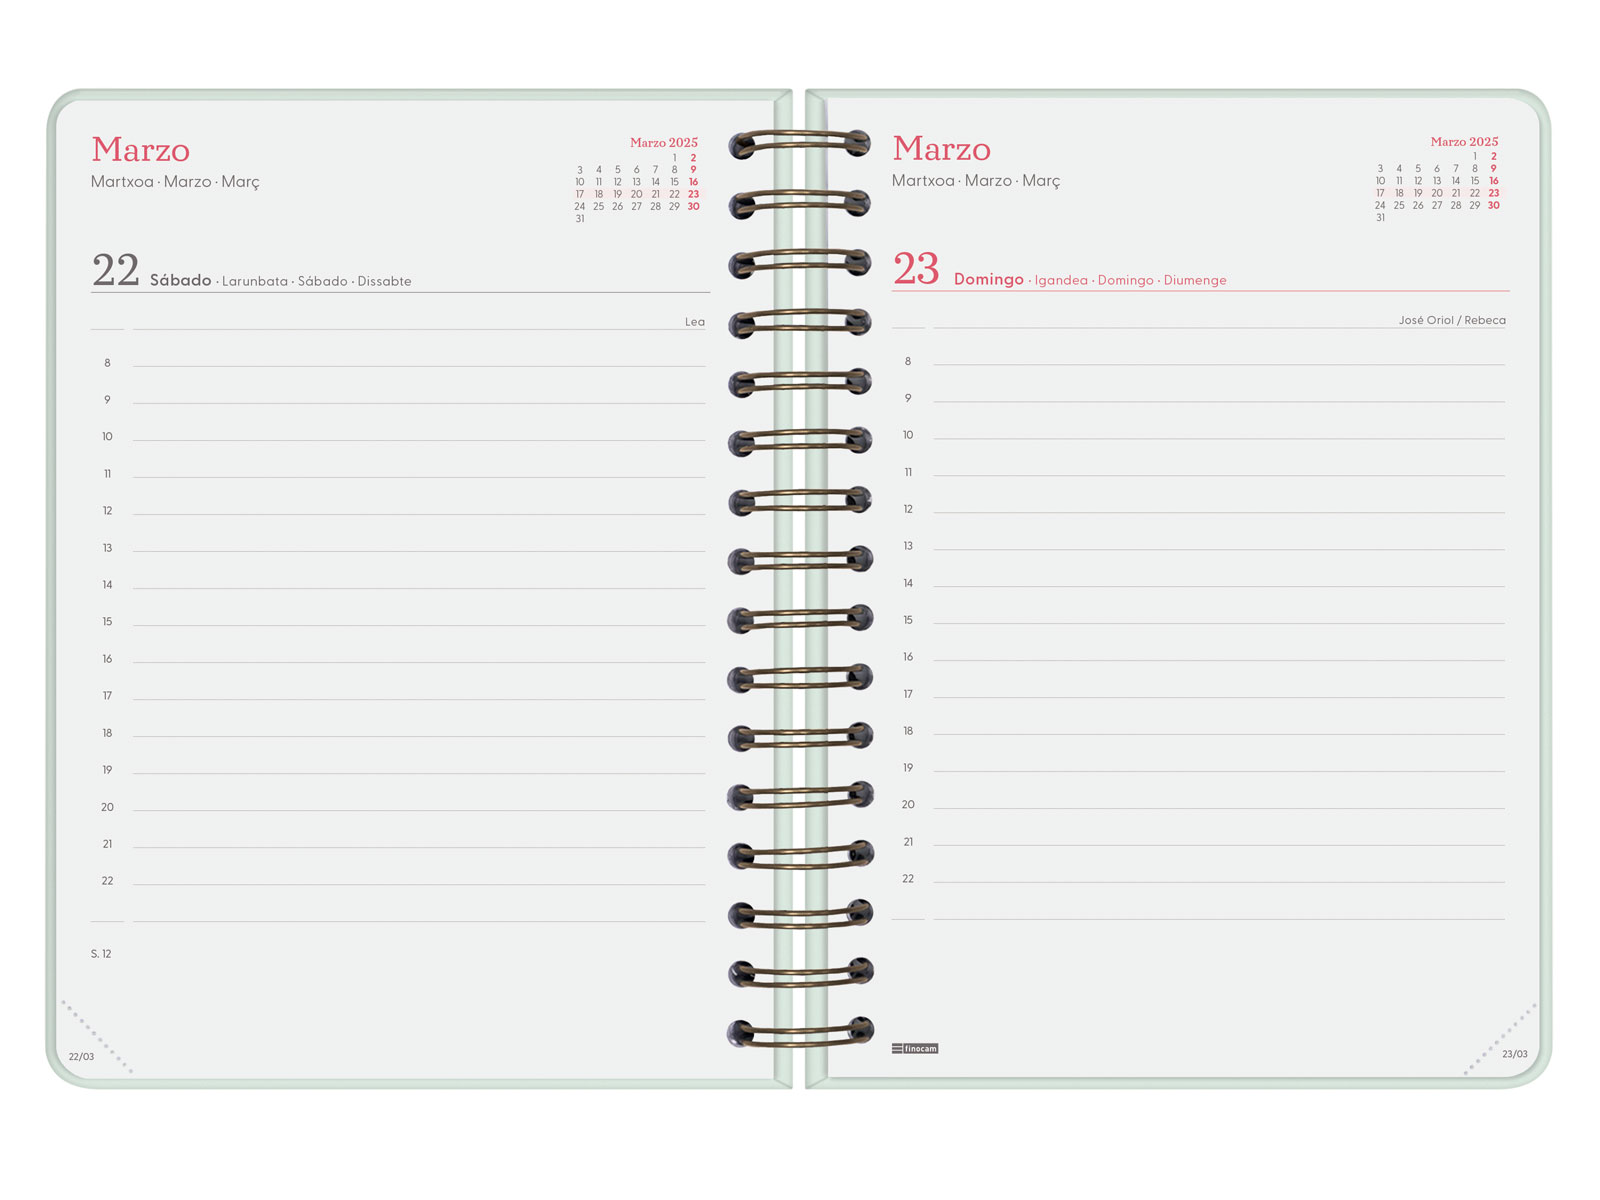 Marzo
Martxoa · Marzo · Març
Marzo 2025
1 2
3 4 5 6 7 8 9
10 11 12 13 14 15 16
17 18 19 20 21 22 23
24 25 26 27 28 29 30
31
22 Sábado · Larunbata · Sábado · Dissabte
Lea
8
9
10
11
12
13
14
15
16
17
18
19
20
21
22
S. 12
22/03
Marzo
Martxoa · Marzo · Març
Marzo 2025
1 2
3 4 5 6 7 8 9
10 11 12 13 14 15 16
17 18 19 20 21 22 23
24 25 26 27 28 29 30
31
23 Domingo · Igandea · Domingo · Diumenge
José Oriol / Rebeca
8
9
10
11
12
13
14
15
16
17
18
19
20
21
22
finocam
23/03